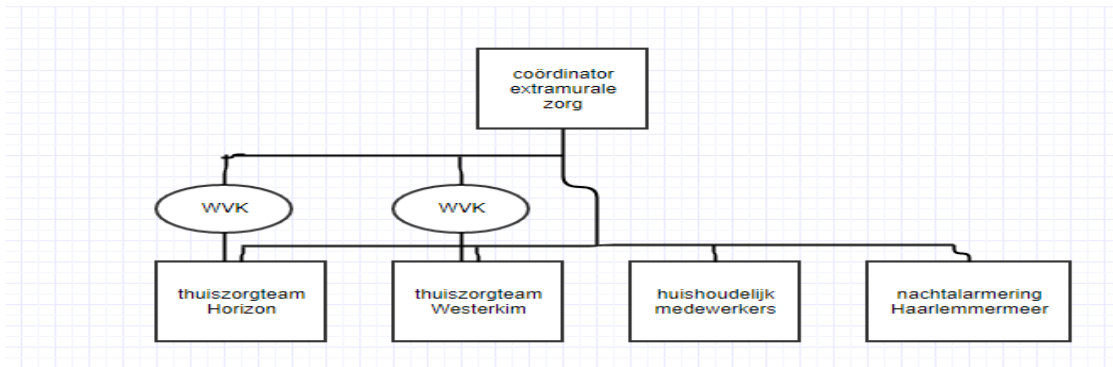 coördinator
extramurale
zorg
WVK
WVK
thuiszorgteam
Horizon
thuiszorgteam
Westerkim
huishoudelijk
medewerkers
nachtalarmering
Haarlemmermeer